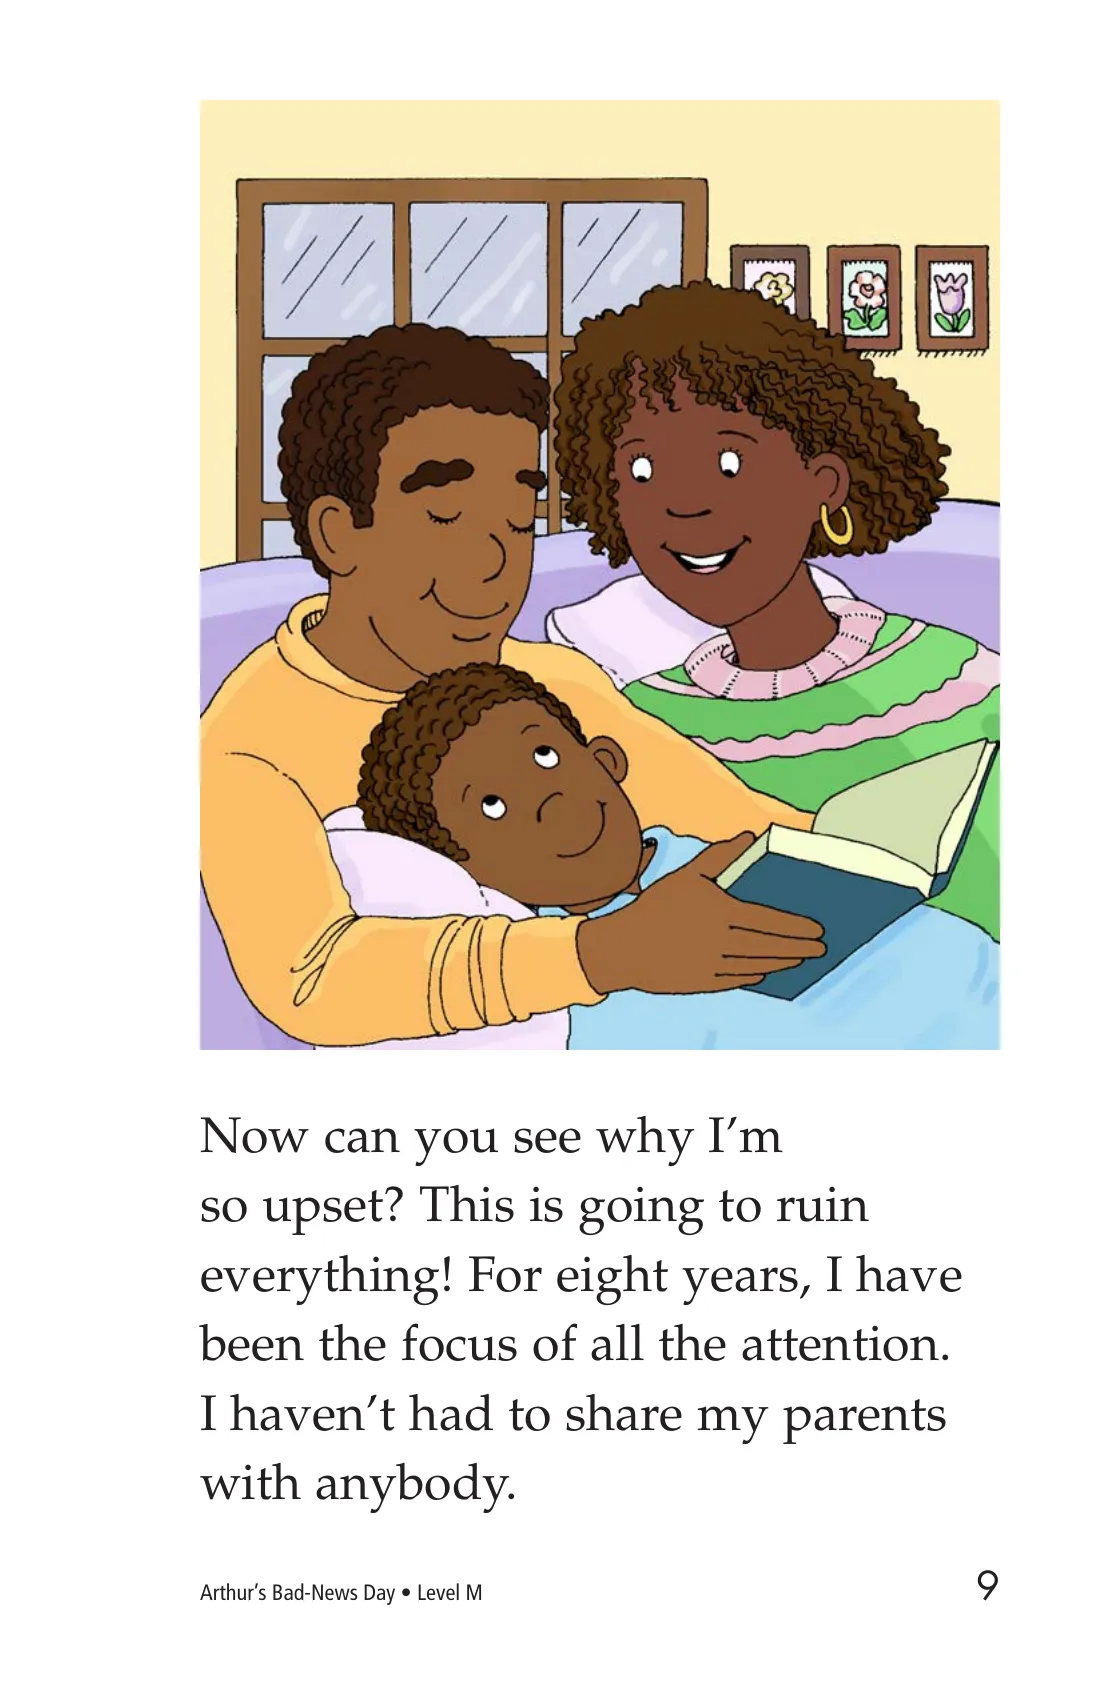 Now can you see why I’m
so upset? This is going to ruin
everything! For eight years, I have
been the focus of all the attention.
I haven’t had to share my parents
with anybody.
Arthur’s Bad-News Day • Level M
9